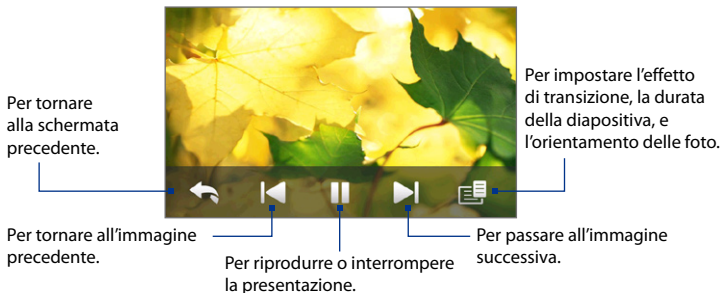 Per tornare
alla schermata
precedente.
Per impostare l'effetto
di transizione, la durata
della diapositiva, e
l'orientamento delle foto.
Per tornare all'immagine
precedente.
Per riprodurre o interrompere
la presentazione.
Per passare all'immagine
successiva.